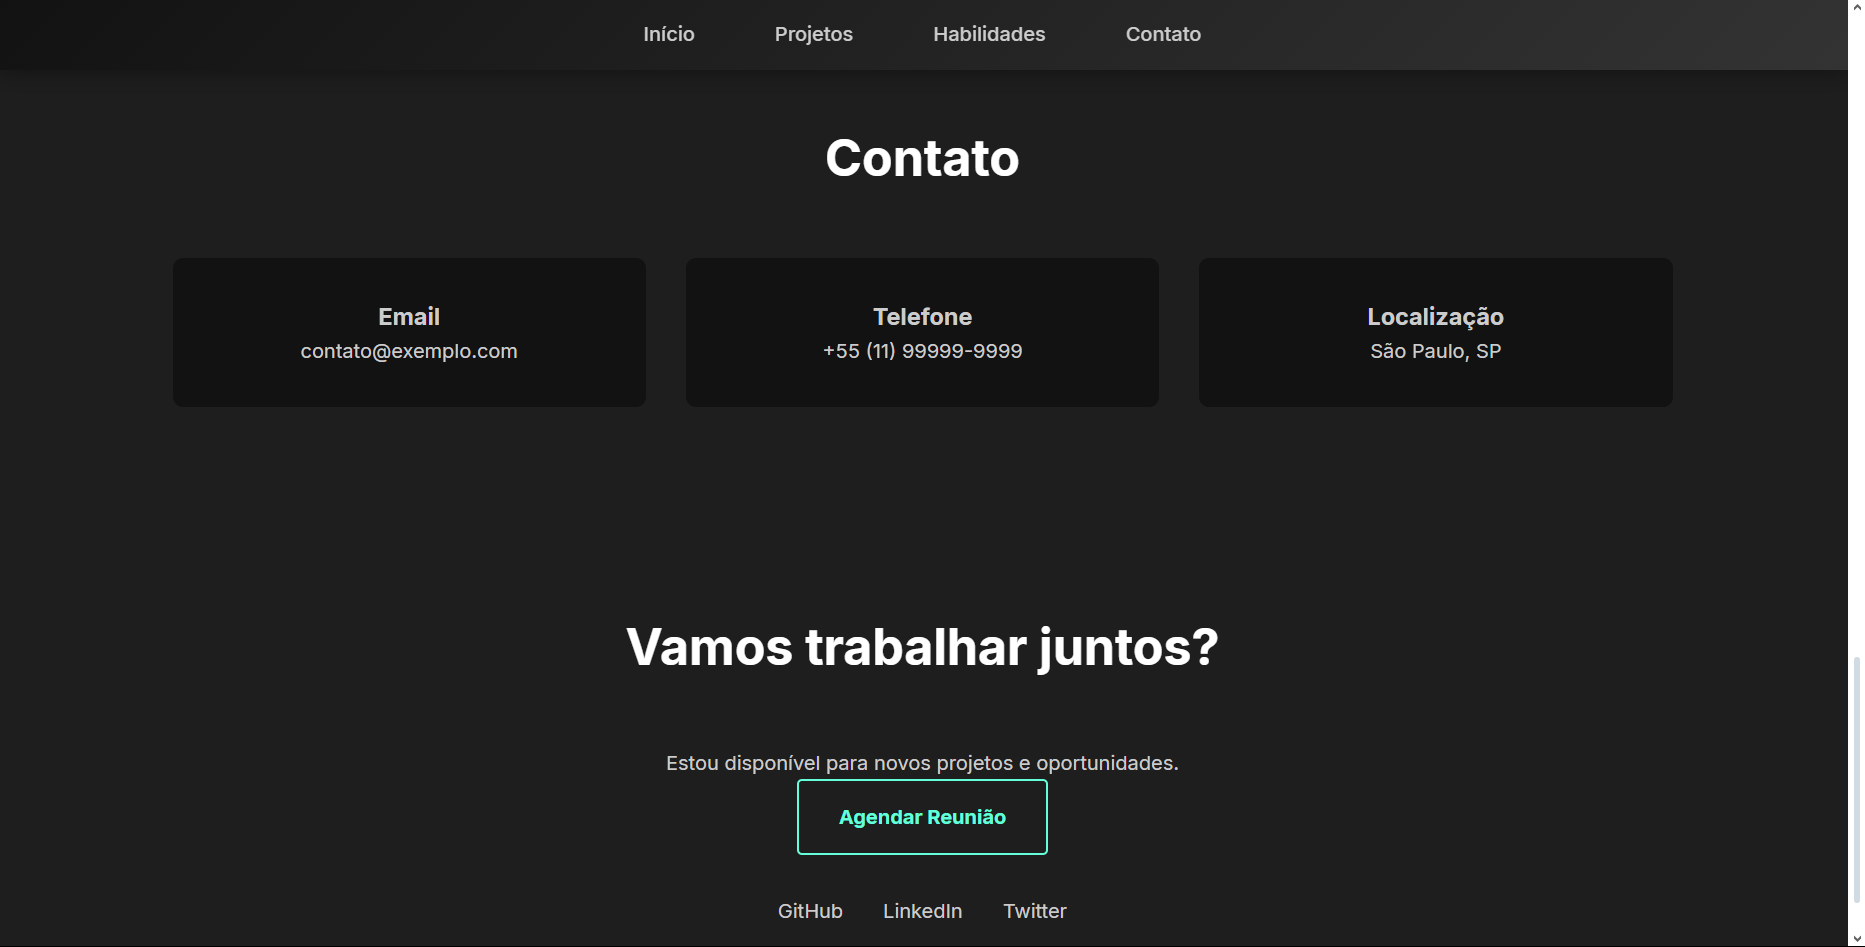 Início Projetos Habilidades Contato
Contato
Email
contato@exemplo.com
Telefone
+55 (11) 99999-9999
Localização
São Paulo, SP
Vamos trabalhar juntos?
Estou disponível para novos projetos e oportunidades.
Agendar Reunião
GitHub LinkedIn Twitter